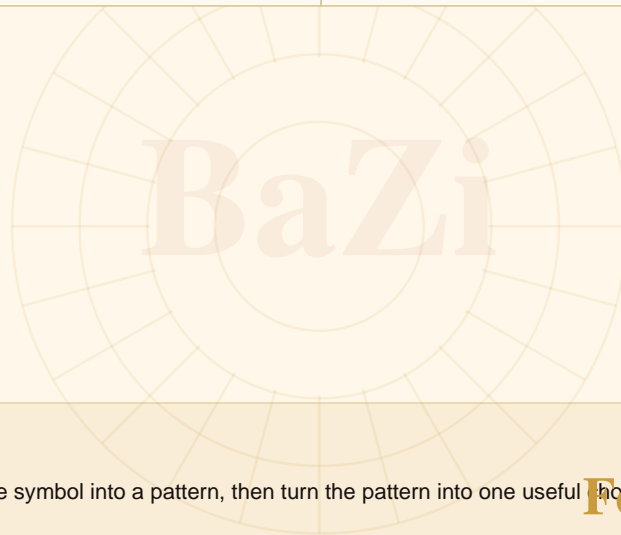 BaZi
e symbol into a pattern, then turn the pattern into one useful